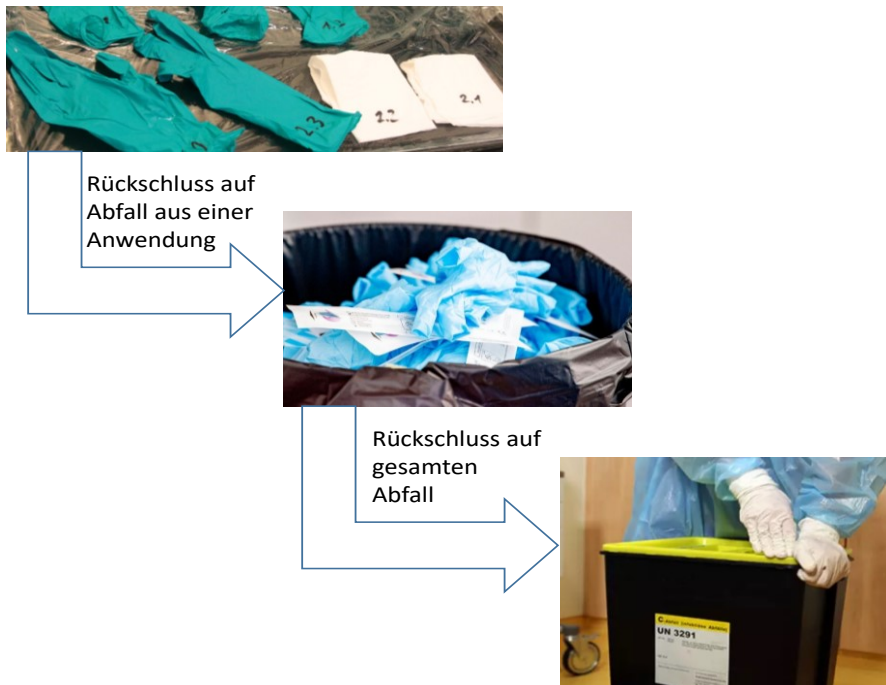 2.3
2.2
2.1
Rückschluss auf
Abfall aus einer
Anwendung
Rückschluss auf
gesamten
Abfall
UN 3291